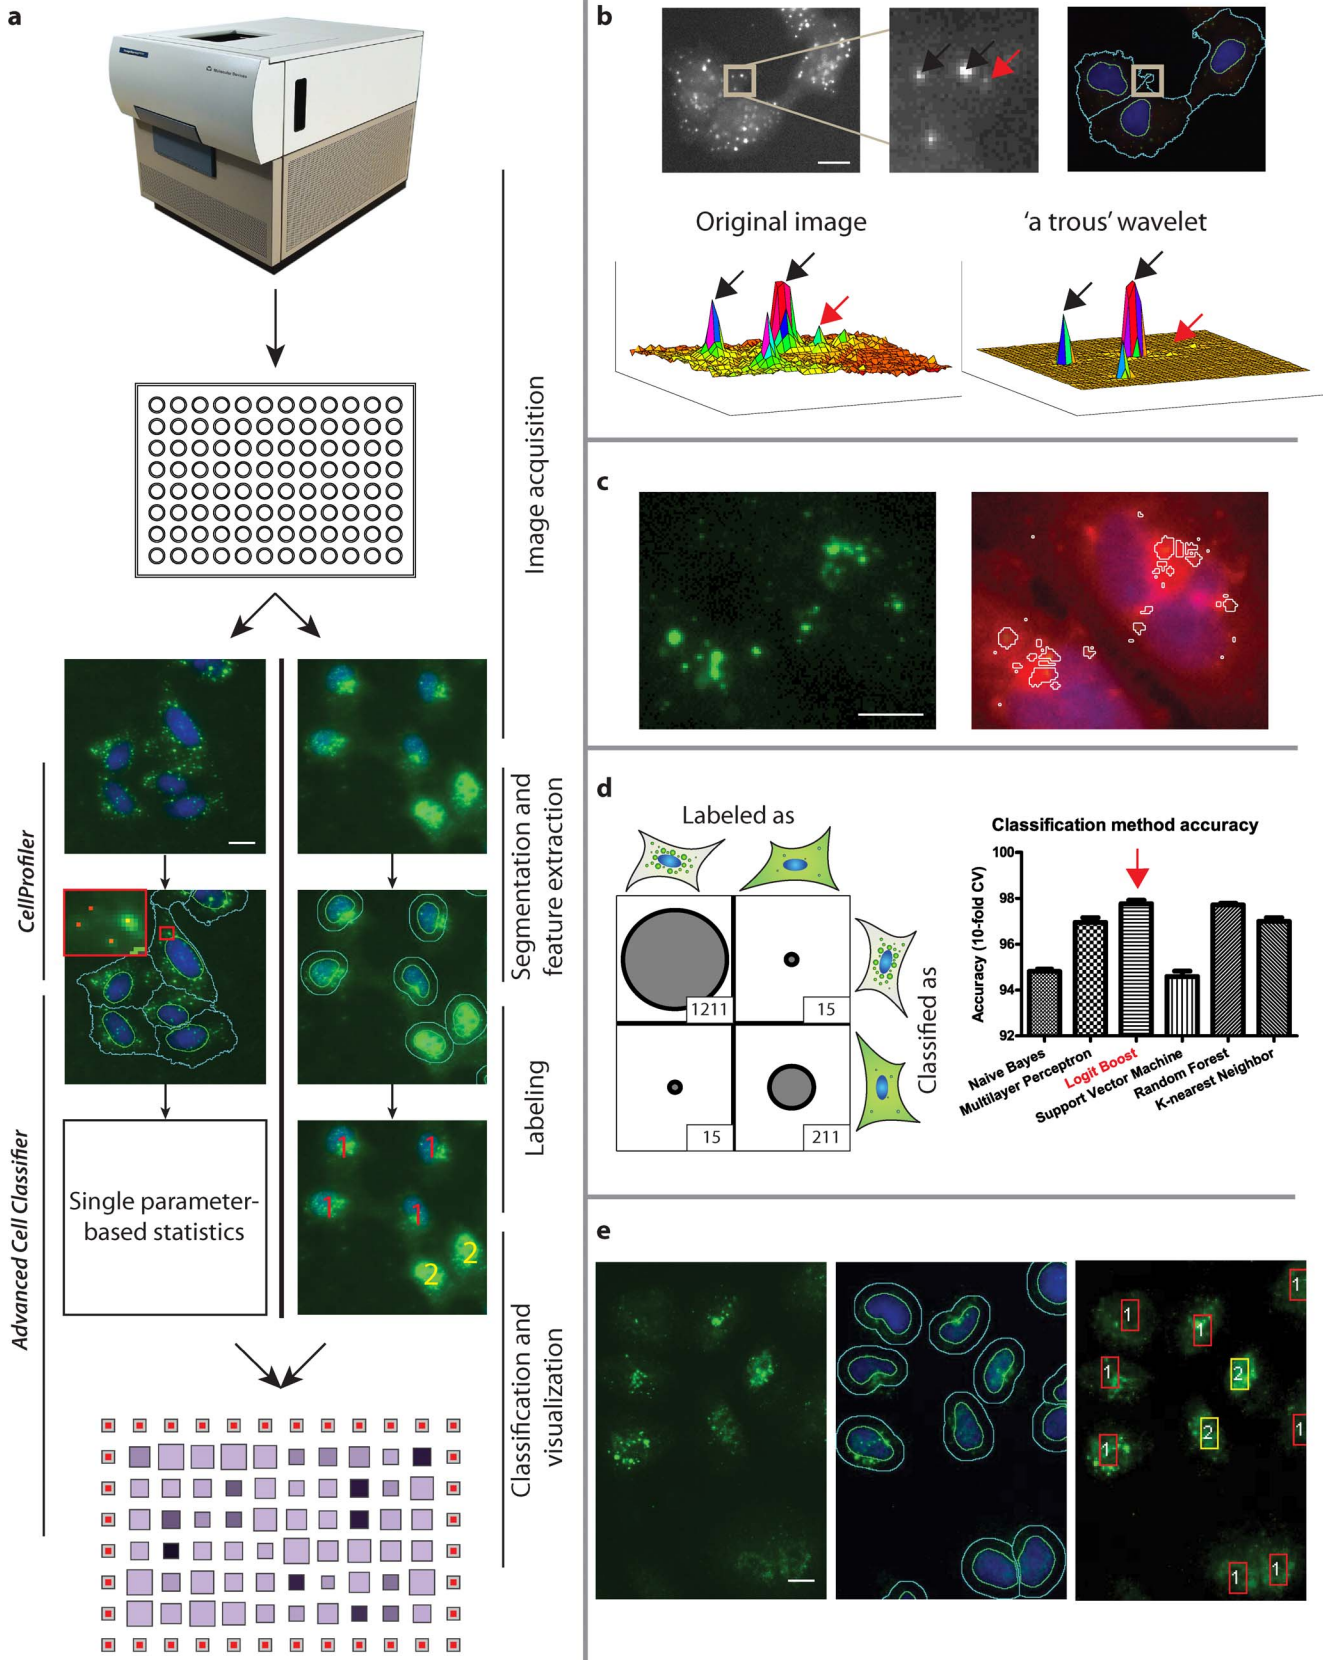 a
Molecular Devices
Image acquisition
CellProfiler
Segmentation and
feature extraction
Advanced Cell Classifier
Labeling
Single parameter-
based statistics
1
1
1
1
2
2
Classification and
visualization
b
Original image
‘a trous’ wavelet
c
d
Labeled as
Classified as
1211
15
15
211
Classification method accuracy
Accuracy (10-fold CV)
100
98
96
94
92
Naive Bayes
Multilayer Perceptron
Logit Boost
Support Vector Machine
Random Forest
K-nearest Neighbor
e
1
1
1
1
2
2
1
1
1
1